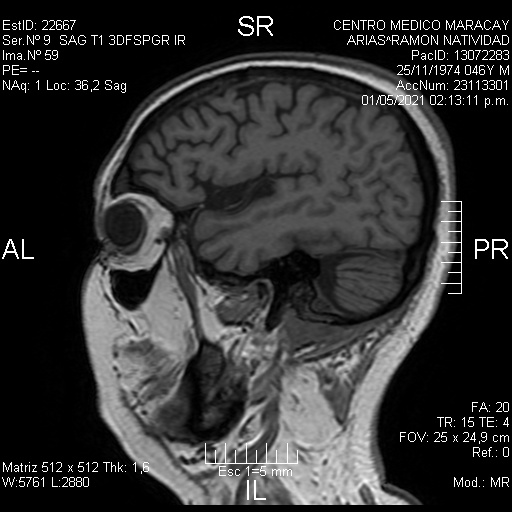 EstID: 22667
Ser.Nº 9 SAG T1 3DFSPGR IR
Ima.Nº 59
PE= --
NAq: 1 Loc: 36,2 Sag
SR
CENTRO MEDICO MARACAY
ARIAS^RAMON NATIVIDAD
PacID: 13072283
25/11/1974 046Y M
AccNum: 23113301
01/05/2021 02:13:11 p.m.
AL
PR
FA: 20
TR: 15 TE: 4
FOV: 25 x 24,9 cm
Ref.: 0
Matriz 512 x 512 Thk: 1,6
W:5761 L:2880
Esc 1=5 mm
IL
Mod.: MR